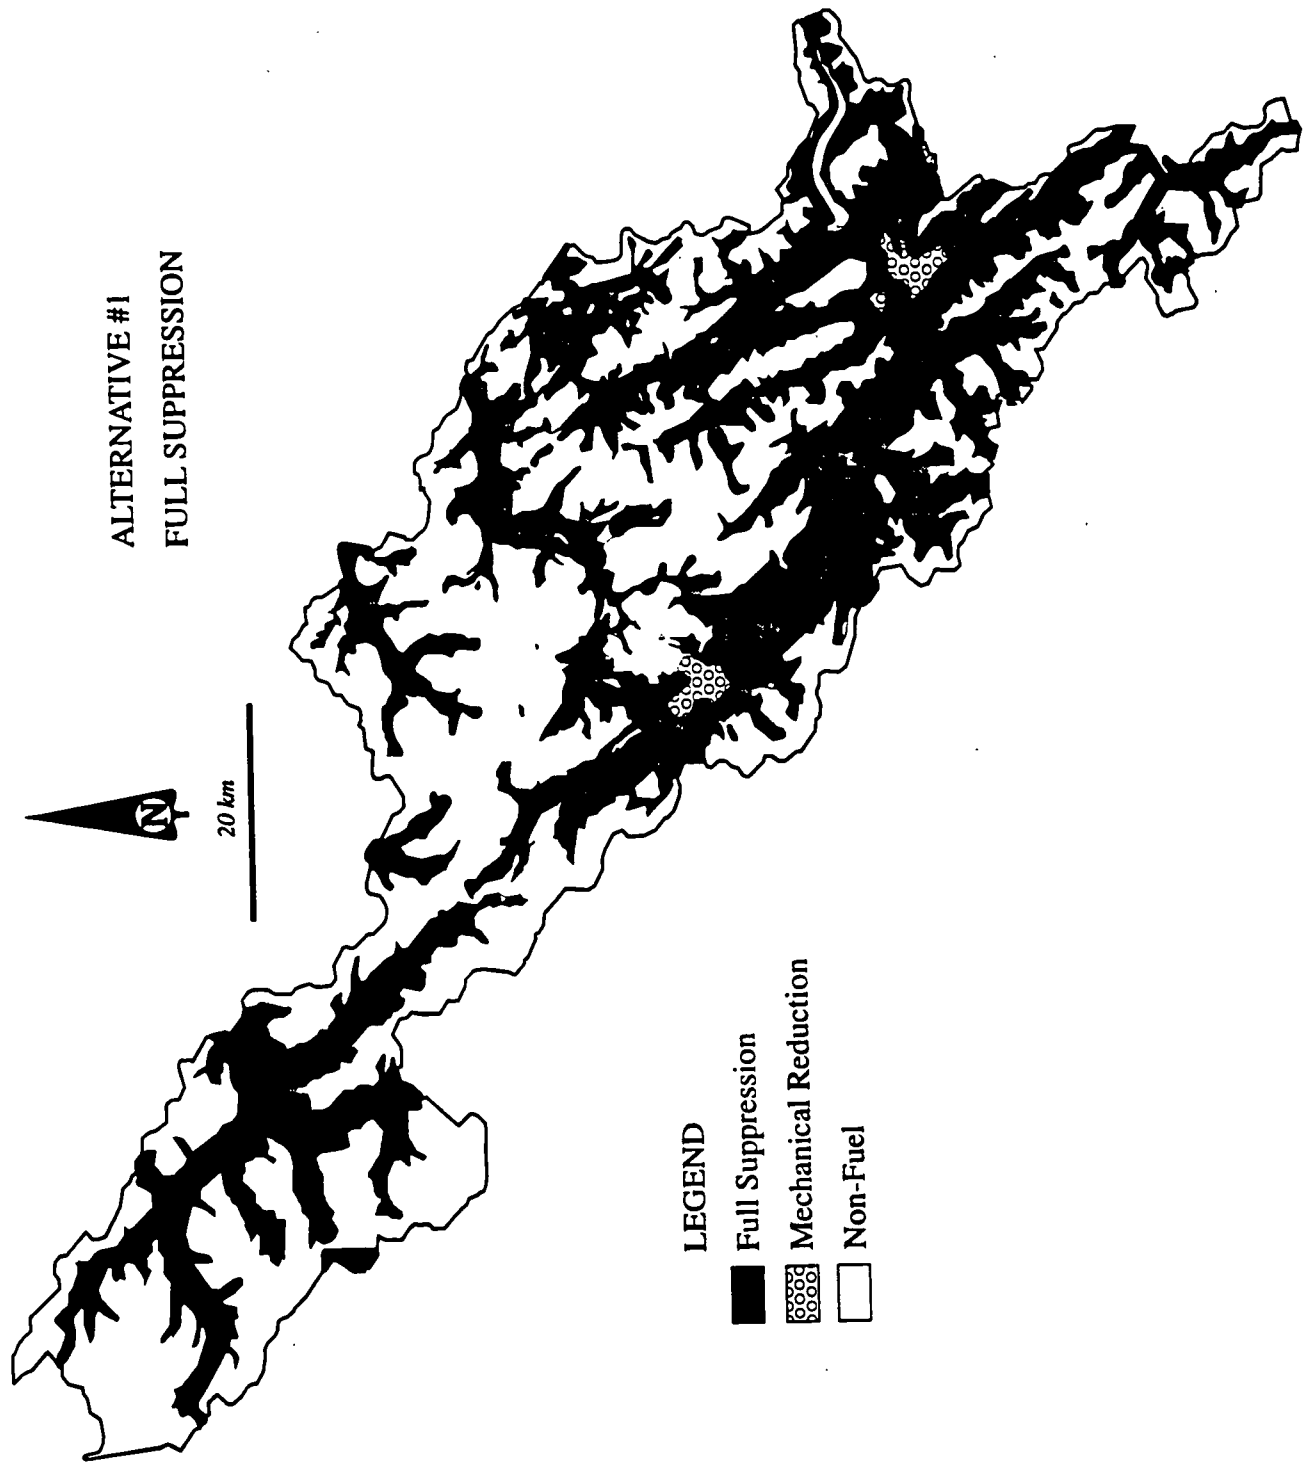 ALTERNATIVE #1
FULL SUPPRESSION
N
20 km
LEGEND
Full Suppression
Mechanical Reduction
Non-Fuel